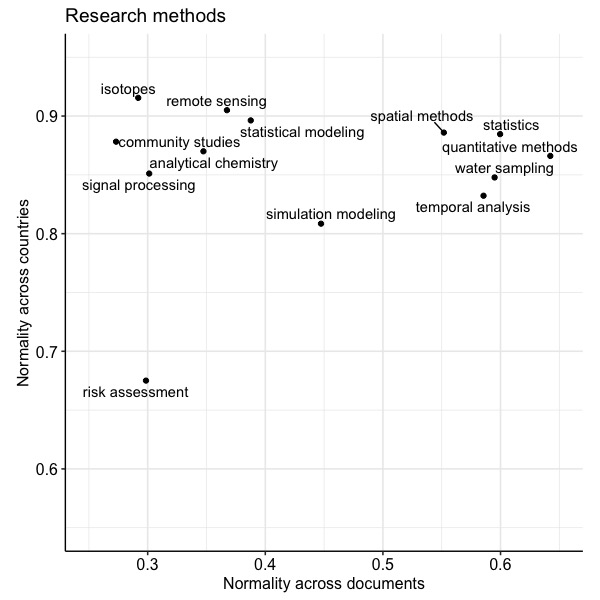 Research methods
isotopes
remote sensing
statistical modeling
spatial methods
statistics
community studies
quantitative methods
analytical chemistry
water sampling
signal processing
temporal analysis
simulation modeling
risk assessment
Normality across countries
0.9
0.8
0.7
0.6
0.3
0.4
0.5
0.6
Normality across documents